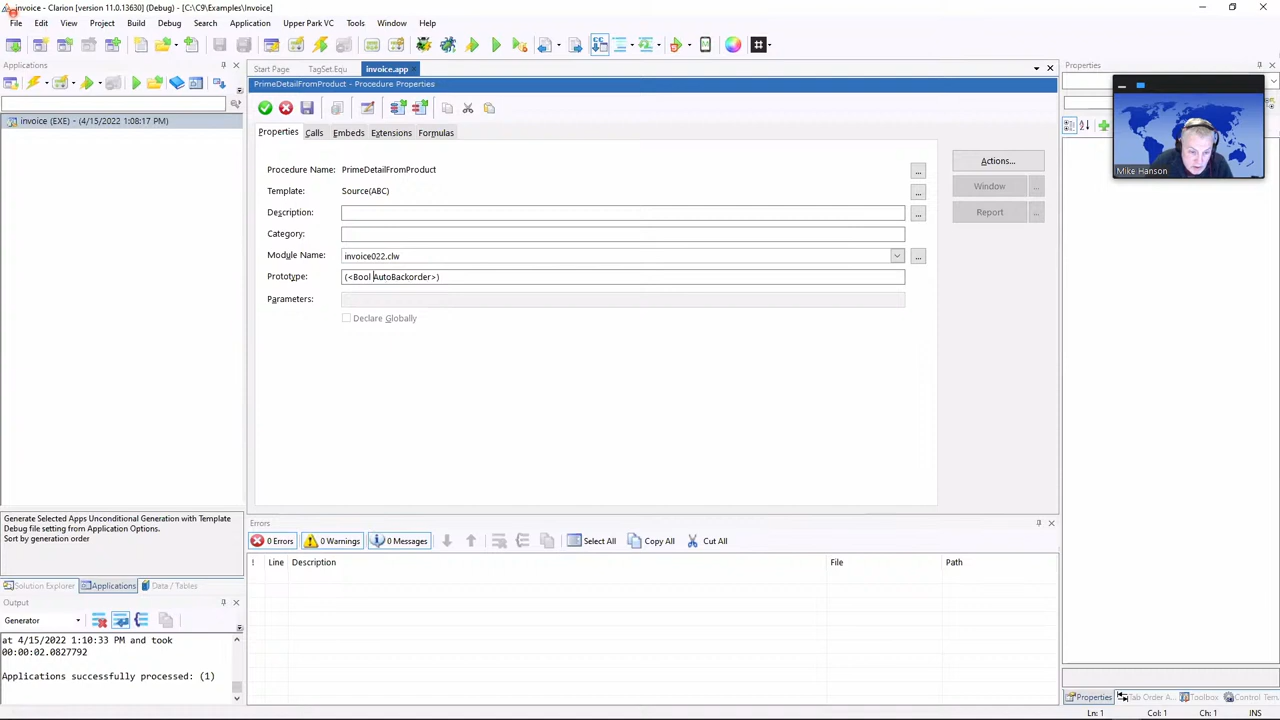 invoice - Clarion [version 11.0.13630] (Debug) - [C:\C9\Examples\Invoice]
File Edit View Project Build Debug Search Application Upper Park VC Tools Window Help
Applications
Start Page TagSet.Equ invoice.app
Properties
PrimeDetailFromProduct - Procedure Properties
invoice (EXE) - (4/15/2022 1:08:17 PM)
Properties Calls Embeds Extensions Formulas
Mike Hanson
Procedure Name: PrimeDetailFromProduct ...
Actions...
Template: Source(ABC) ...
Window ...
Description: ...
Report ...
Category:
Module Name: invoice022.clw ...
Prototype: (<Bool AutoBackorder>)
Parameters:
Declare Globally
Generate Selected Apps Unconditional Generation with Template
Debug file setting from Application Options.
Sort by generation order
Errors
0 Errors 0 Warnings 0 Messages Select All Copy All Cut All
! Line Description File Path
Solution Explorer Applications Data / Tables
Output
Generator
at 4/15/2022 1:10:33 PM and took
00:00:02.0827792
Applications successfully processed: (1)
Properties Tab Order A... Toolbox Control Tem
Ln: 1 Col: 1 Ch: 1 INS